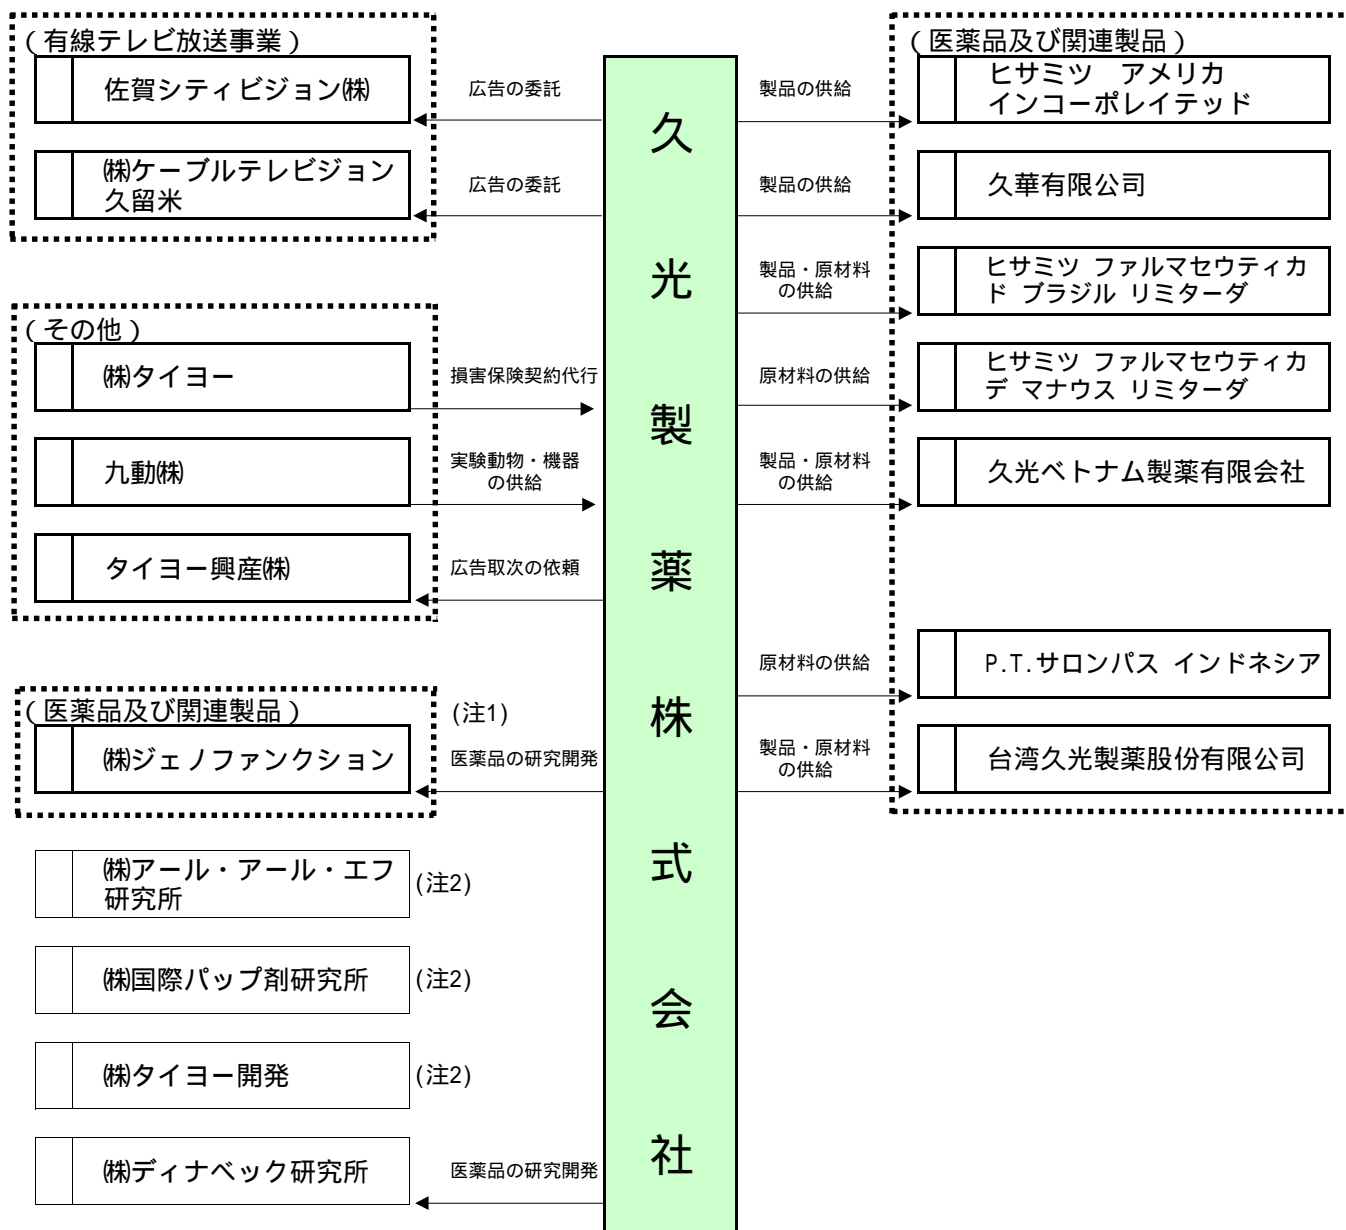 (有線テレビ放送事業)
佐賀シティビジョン㈱
広告の委託
㈱ケーブルテレビジョン
久留米
広告の委託
(その他)
㈱タイヨー
損害保険契約代行
九動㈱
実験動物・機器
の供給
タイヨー興産㈱
広告取次の依頼
(医薬品及び関連製品)
(注1)
㈱ジェノファンクション
医薬品の研究開発
㈱アール・アール・エフ
研究所
(注2)
㈱国際パップ剤研究所
(注2)
㈱タイヨー開発
(注2)
㈱ディナベック研究所
医薬品の研究開発
久光製薬株式会社
(医薬品及び関連製品)
製品の供給
ヒサミツ アメリカ
インコーポレイテッド
製品の供給
久華有限公司
製品・原材料
の供給
ヒサミツ ファルマセウティカ
ド ブラジル リミターダ
原材料の供給
ヒサミツ ファルマセウティカ
デ マナウス リミターダ
製品・原材料
の供給
久光ベトナム製薬有限会社
原材料の供給
P.T.サロンパス インドネシア
製品・原材料
の供給
台湾久光製薬股份有限公司